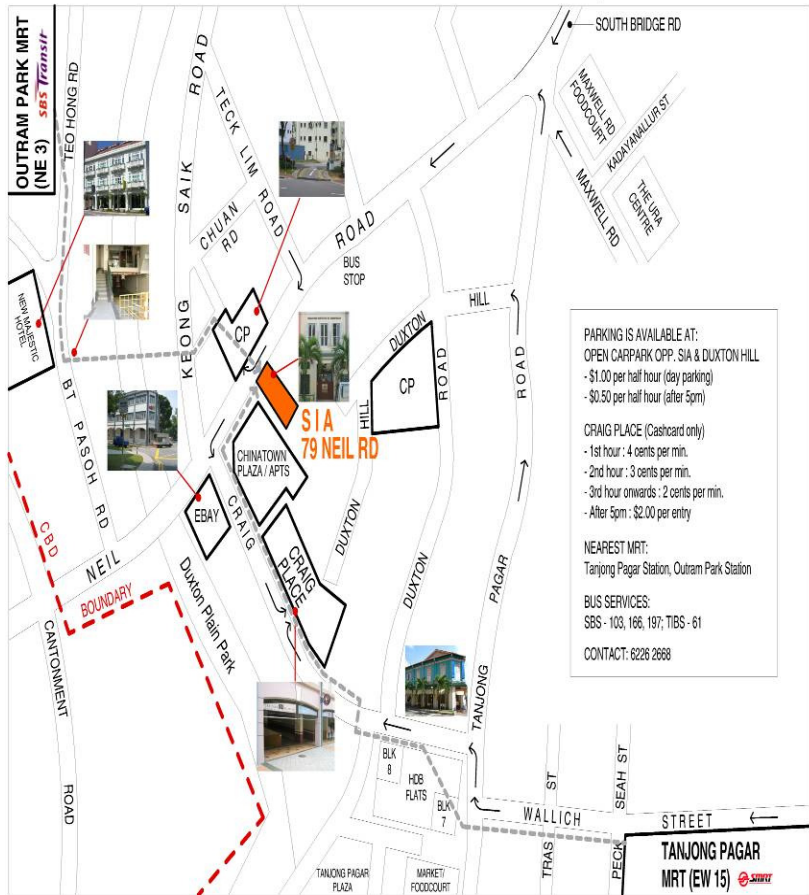 OUTRAM PARK MRT
(NE 3) SBS Transit
TEO HONG RD
KEONG SAIK ROAD
TECK LIM ROAD
CHUAN RD
NEIL ROAD
BUS STOP
SOUTH BRIDGE RD
MAXWELL RD FOODCOURT
KADAYANALLUR ST
MAXWELL RD
THE URA CENTRE
NEW MAJESTIC HOTEL
BT PASOH RD
CP
SIA
79 NEIL RD
DUXTON HILL
CP
DUXTON ROAD
DUXTON HILL
TANJONG PAGAR ROAD
CHINATOWN PLAZA / APTS
EBAY
CRAIG
CRAIG PLACE
Duxton Plain Park
CBD BOUNDARY
CANTONMENT ROAD
PARKING IS AVAILABLE AT:
OPEN CARPARK OPP. SIA & DUXTON HILL
- $1.00 per half hour (day parking)
- $0.50 per half hour (after 5pm)
CRAIG PLACE (Cashcard only)
- 1st hour : 4 cents per min.
- 2nd hour : 3 cents per min.
- 3rd hour onwards : 2 cents per min.
- After 5pm : $2.00 per entry
NEAREST MRT:
Tanjong Pagar Station, Outram Park Station
BUS SERVICES:
SBS - 103, 166, 197; TIBS - 61
CONTACT: 6226 2668
BLK 8
HDB FLATS
BLK 7
TRAS ST
PECK SEAH ST
WALLICH STREET
TANJONG PAGAR PLAZA
MARKET/ FOODCOURT
TANJONG PAGAR
MRT (EW 15) SMRT